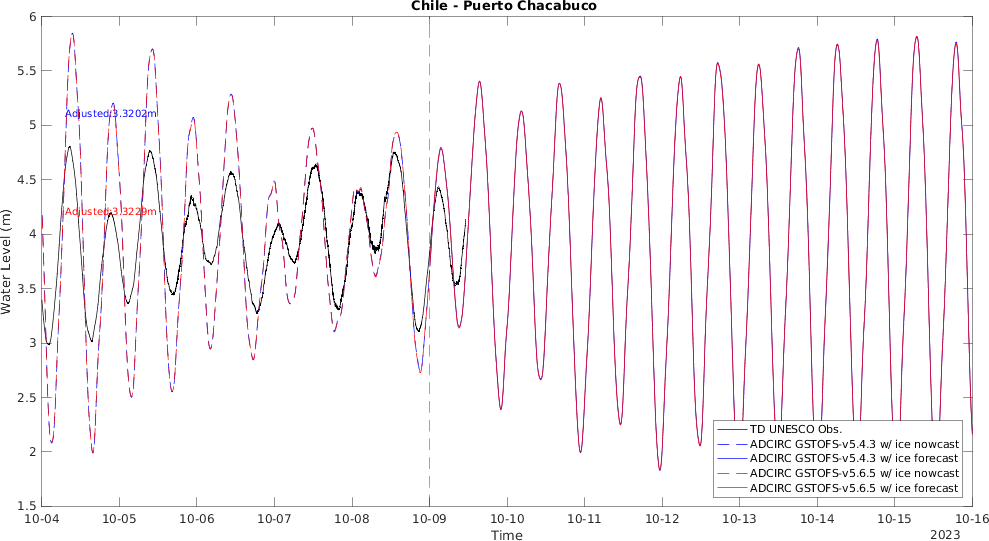 Chile - Puerto Chacabuco
6
5.5
5
4.5
4
3.5
3
2.5
2
1.5
Water Level (m)
Adjusted:3.3202m
Adjusted:3.3229m
TD UNESCO Obs.
ADCIRC GSTOFS-v5.4.3 w/ ice nowcast
ADCIRC GSTOFS-v5.4.3 w/ ice forecast
ADCIRC GSTOFS-v5.6.5 w/ ice nowcast
ADCIRC GSTOFS-v5.6.5 w/ ice forecast
10-04 10-05 10-06 10-07 10-08 10-09 10-10 10-11 10-12 10-13 10-14 10-15 10-16
Time
2023